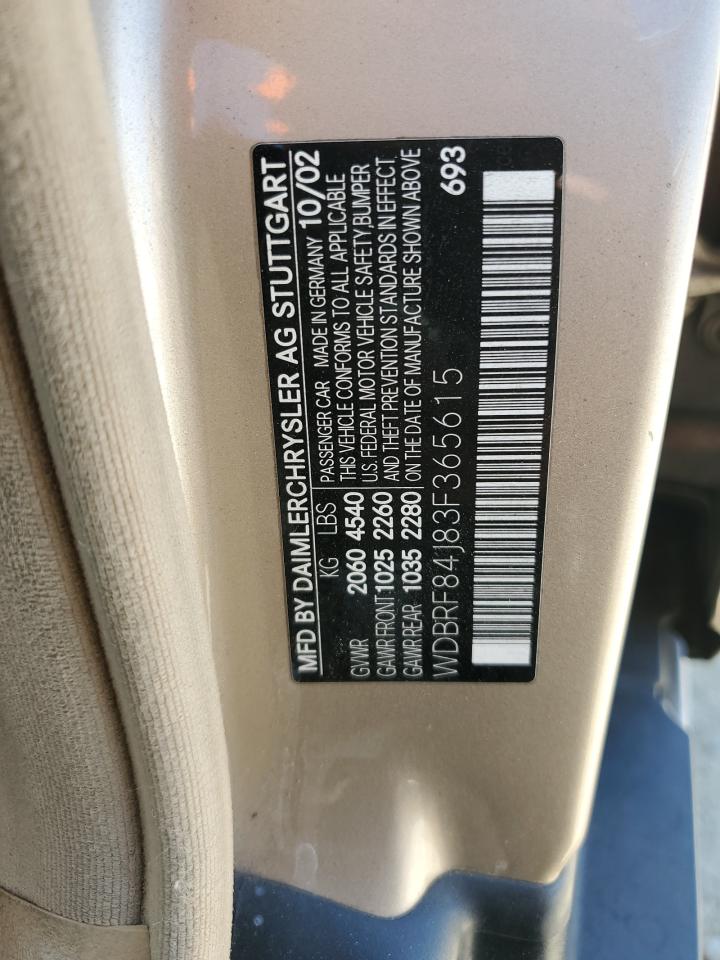 MFD BY DAIMLERCHRYSLER AG STUTTGART
KG LBS PASSENGER CAR MADE IN GERMANY 10/02
GVWR 2060 4540 THIS VEHICLE CONFORMS TO ALL APPLICABLE
GAWR FRONT 1025 2260 U.S. FEDERAL MOTOR VEHICLE SAFETY, BUMPER
GAWR REAR 1035 2280 AND THEFT PREVENTION STANDARDS IN EFFECT
ON THE DATE OF MANUFACTURE SHOWN ABOVE
WDBRF84J83F365615 693